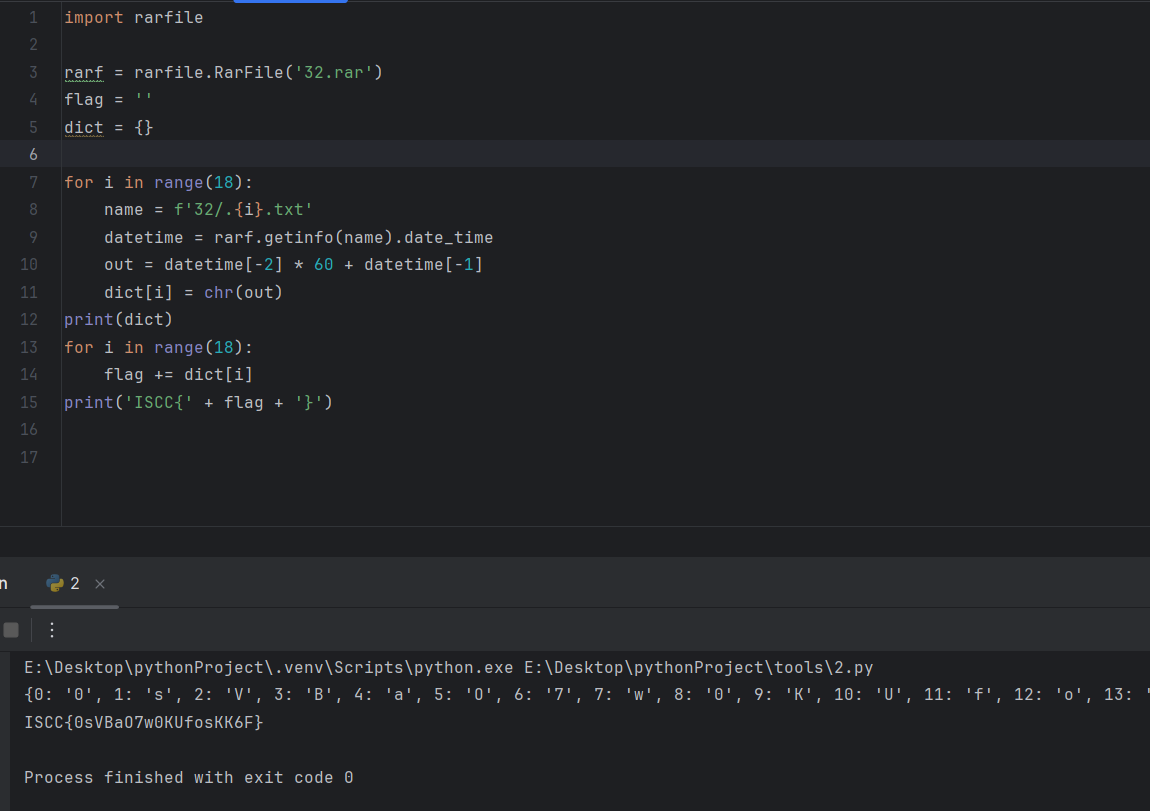 1 import rarfile
2
3 rarf = rarfile.RarFile('32.rar')
4 flag = ''
5 dict = {}
6
7 for i in range(18):
8     name = f'32/.{i}.txt'
9     datetime = rarf.getinfo(name).date_time
10     out = datetime[-2] * 60 + datetime[-1]
11     dict[i] = chr(out)
12 print(dict)
13 for i in range(18):
14     flag += dict[i]
15 print('ISCC{' + flag + '}')
16
17
n 2 ×
E:\Desktop\pythonProject\.venv\Scripts\python.exe E:\Desktop\pythonProject\tools\2.py
{0: '0', 1: 's', 2: 'V', 3: 'B', 4: 'a', 5: 'O', 6: '7', 7: 'w', 8: '0', 9: 'K', 10: 'U', 11: 'f', 12: 'o', 13: '
ISCC{0sVBaO7w0KUfosKK6F}
Process finished with exit code 0